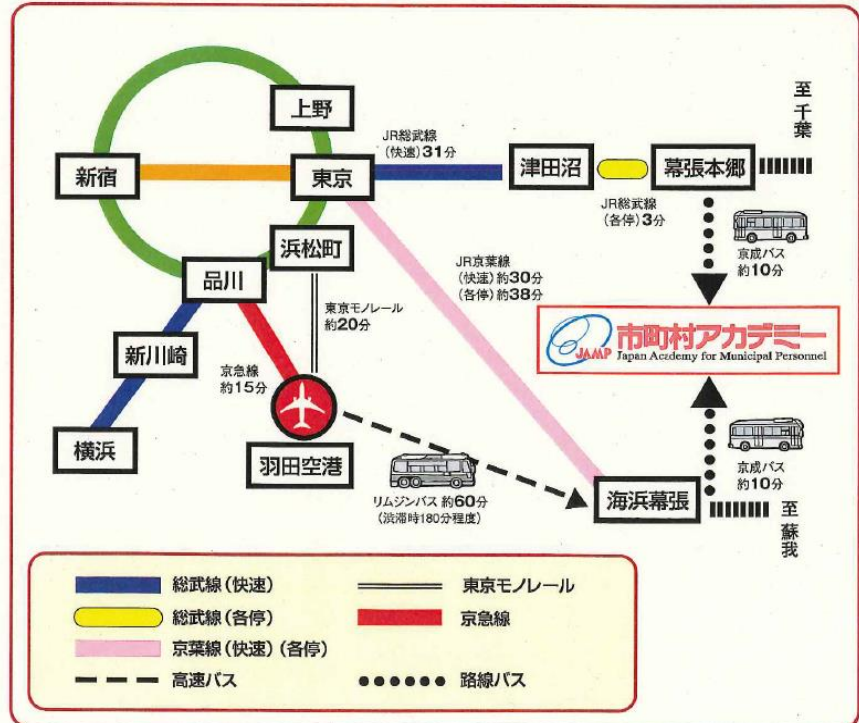 上野
JR総武線
(快速)31分
新宿
東京
津田沼
幕張本郷
至千葉
JR総武線
(各停)3分
浜松町
品川
京成バス
約10分
JR京葉線
(快速)約30分
(各停)約38分
東京モノレール
約20分
新川崎
京急線
約15分
JAMP
市町村アカデミー
Japan Academy for Municipal Personnel
横浜
羽田空港
リムジンバス 約60分
(渋滞時180分程度)
海浜幕張
京成バス
約10分
至蘇我
総武線(快速)
東京モノレール
総武線(各停)
京急線
京葉線(快速)(各停)
高速バス
路線バス